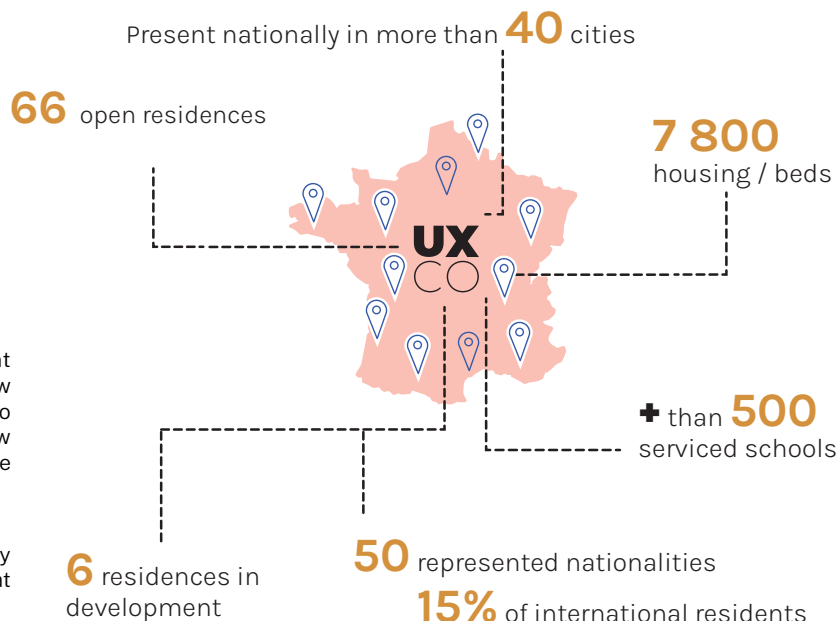 Present nationally in more than 40 cities
66 open residences
7 800
housing / beds
UX
CO
w
o
w
e
+ than 500
serviced schools
y
6 residences in
development
50 represented nationalities
15% of international residents